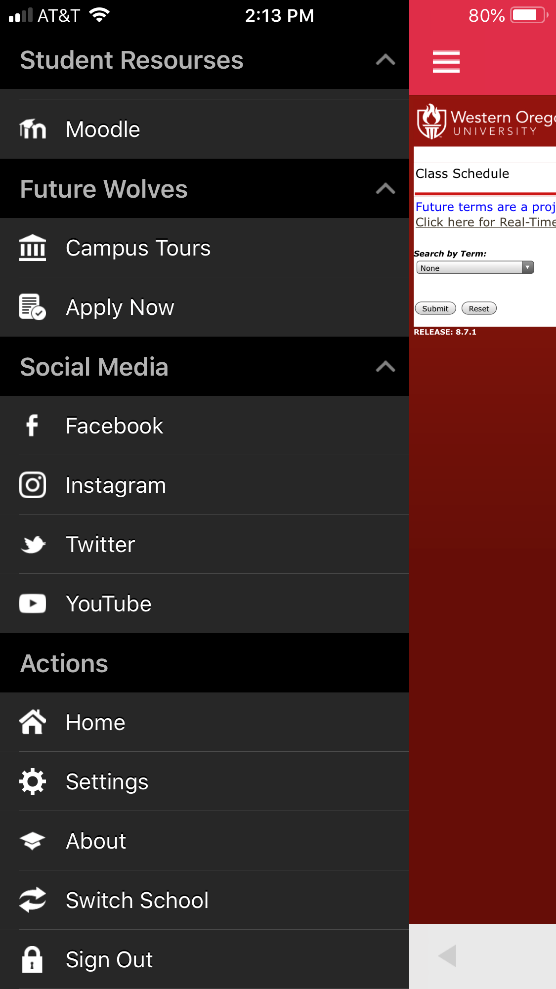 AT&T 2:13 PM 80%
Student Resourses
Moodle
Future Wolves
Campus Tours
Apply Now
Social Media
Facebook
Instagram
Twitter
YouTube
Actions
Home
Settings
About
Switch School
Sign Out
Western Orego
UNIVERSITY
Class Schedule
Future terms are a proj
Click here for Real-Time
Search by Term:
None
Submit Reset
RELEASE: 8.7.1